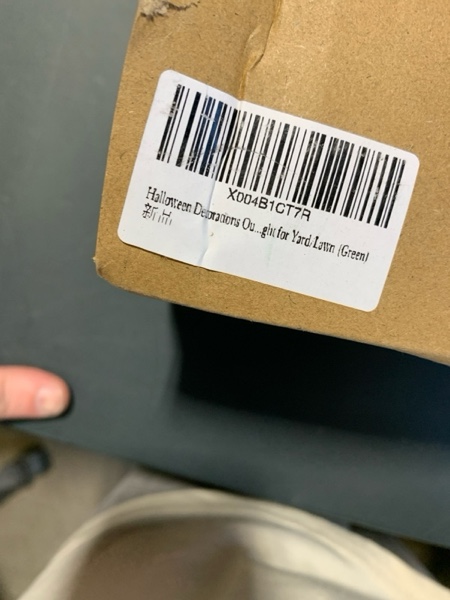 X004B1CT7R
Halloween Decorations Ou...ght for Yard/Lawn (Green)
新品